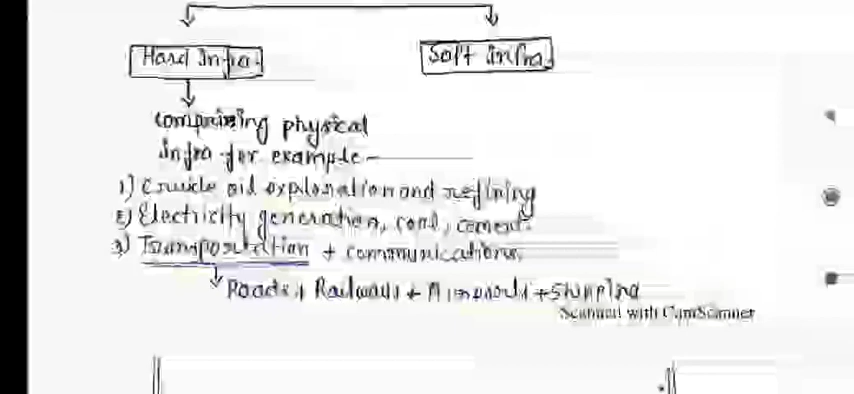 Hard Infra.
Soft Infra.
comprising physical
Infra for example -
1) Crude oil exploration and refining
2) Electricity generation, coal, cement.
3) Transportation + communications.
Roads + Railways + Airports + Shipping
Scanned with CamScanner